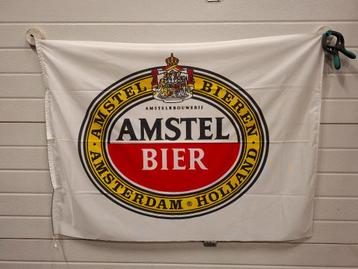 AMSTEL BIEREN
AMSTELBROUWERIJ
AMSTEL
BIER
AMSTERDAM · HOLLAND